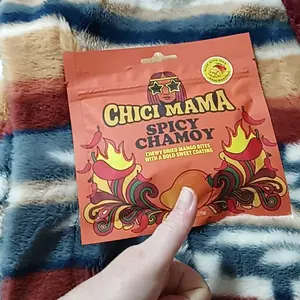 CHICI MAMA
SPICY
CHAMOY
CHEWY DRIED MANGO BITES
WITH A BOLD SWEET COATING